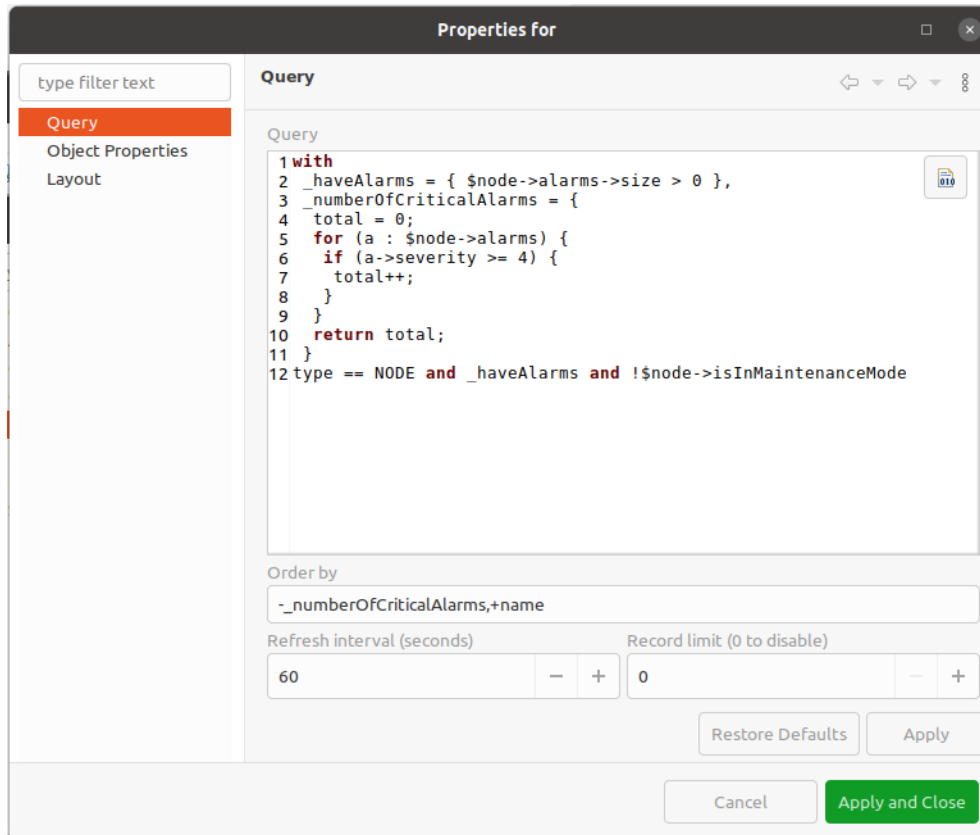 Properties for
type filter text
Query
Object Properties
Layout
Query
Query
1 with
2 _haveAlarms = { $node->alarms->size > 0 },
3 _numberOfCriticalAlarms = {
4 total = 0;
5 for (a : $node->alarms) {
6 if (a->severity >= 4) {
7 total++;
8 }
9 }
10 return total;
11 }
12 type == NODE and _haveAlarms and !$node->isInMaintenanceMode
010
Order by
-_numberOfCriticalAlarms,+name
Refresh interval (seconds) Record limit (0 to disable)
60 − + 0 − +
Restore Defaults Apply
Cancel Apply and Close